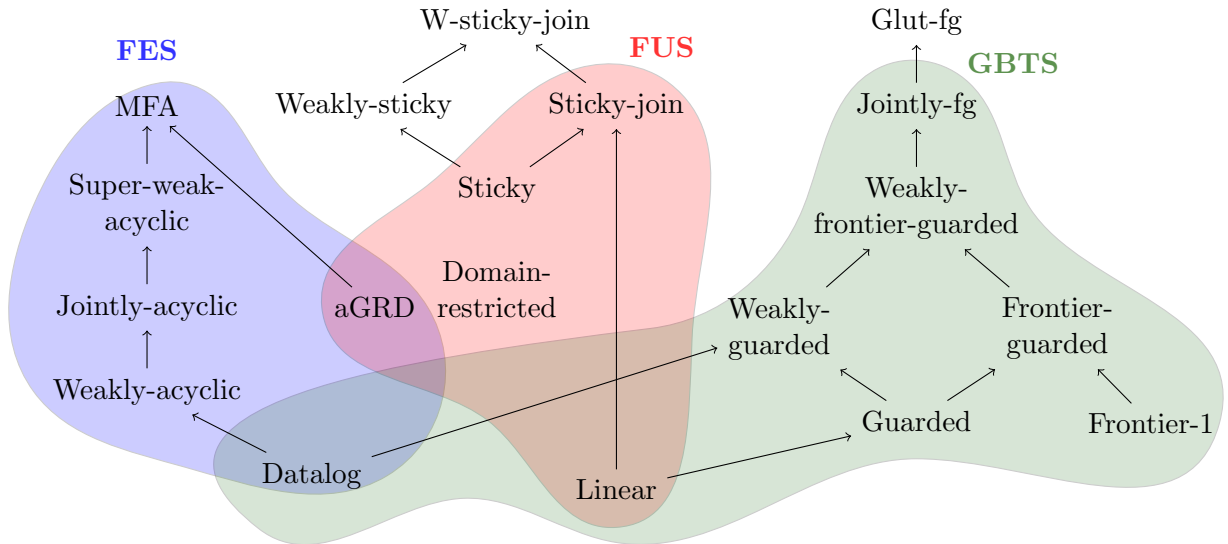 W-sticky-join
Glut-fg
FES
FUS
GBTS
MFA
Weakly-sticky
Sticky-join
Jointly-fg
Super-weak-
acyclic
Sticky
Weakly-
frontier-guarded
Domain-
restricted
Jointly-acyclic
aGRD
Weakly-
guarded
Frontier-
guarded
Weakly-acyclic
Guarded
Frontier-1
Datalog
Linear